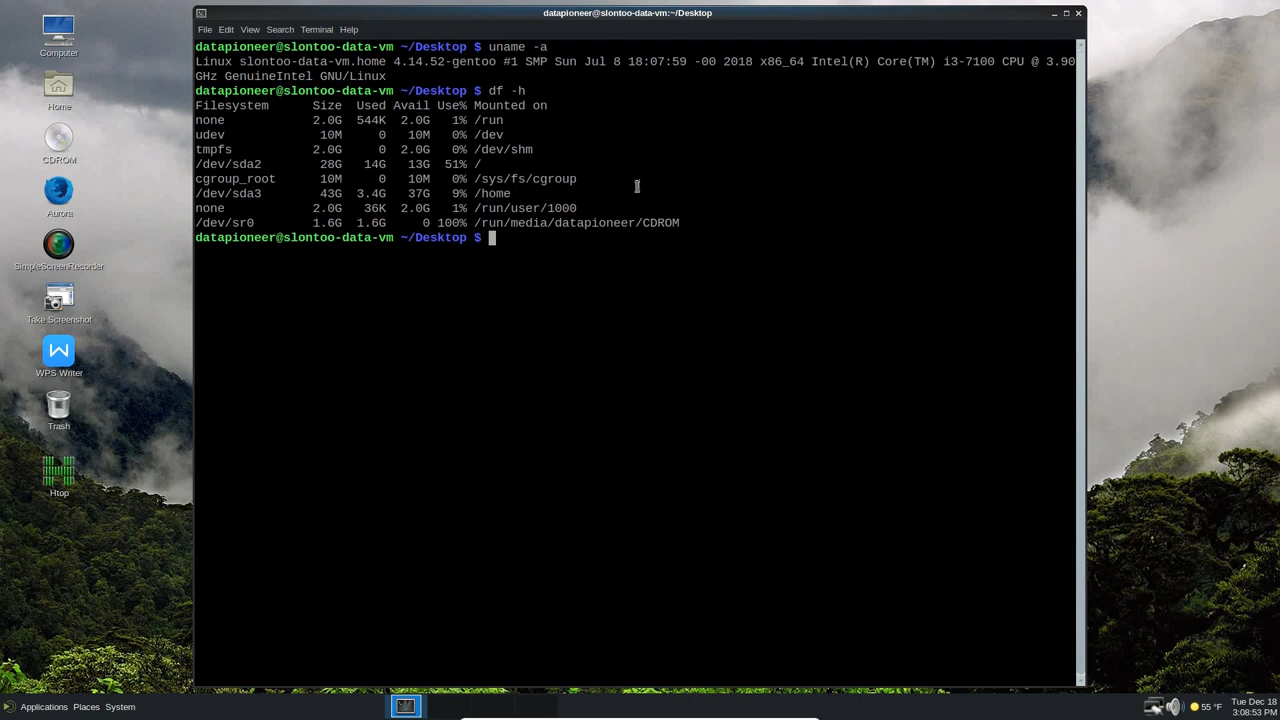 datapioneer@slontoo-data-vm:~/Desktop
File Edit View Search Terminal Help
datapioneer@slontoo-data-vm ~/Desktop $ uname -a
Linux slontoo-data-vm.home 4.14.52-gentoo #1 SMP Sun Jul 8 18:07:59 -00 2018 x86_64 Intel(R) Core(TM) i3-7100 CPU @ 3.90
GHz GenuineIntel GNU/Linux
datapioneer@slontoo-data-vm ~/Desktop $ df -h
Filesystem Size Used Avail Use% Mounted on
none 2.0G 544K 2.0G 1% /run
udev 10M 0 10M 0% /dev
tmpfs 2.0G 0 2.0G 0% /dev/shm
/dev/sda2 28G 14G 13G 51% /
cgroup_root 10M 0 10M 0% /sys/fs/cgroup
/dev/sda3 43G 3.4G 37G 9% /home
none 2.0G 36K 2.0G 1% /run/user/1000
/dev/sr0 1.6G 1.6G 0 100% /run/media/datapioneer/CDROM
datapioneer@slontoo-data-vm ~/Desktop $
Computer
Home
CDROM
Aurora
SimpleScreenRecorder
Take Screenshot
WPS Writer
Trash
Htop
Applications Places System
55 °F
Tue Dec 18
3:08:53 PM